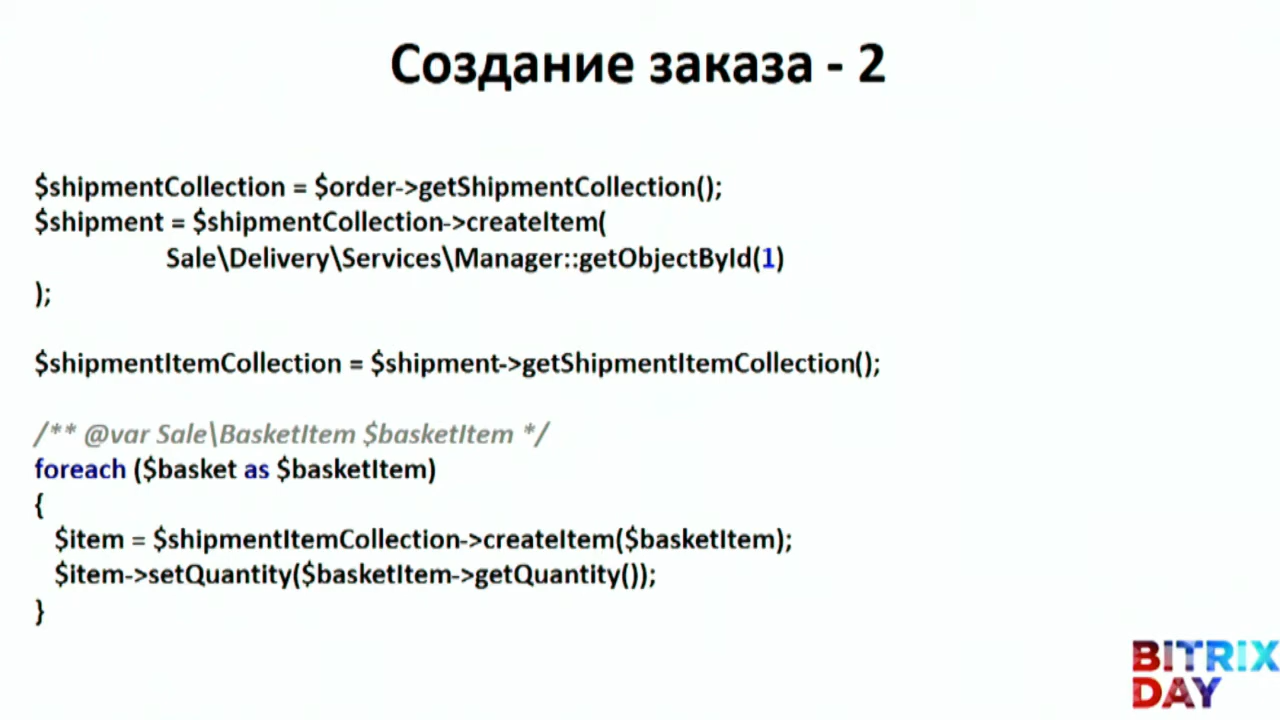 Создание заказа - 2
$shipmentCollection = $order->getShipmentCollection();
$shipment = $shipmentCollection->createItem(
Sale\Delivery\Services\Manager::getObjectById(1)
);
$shipmentItemCollection = $shipment->getShipmentItemCollection();
/** @var Sale\BasketItem $basketItem */
foreach ($basket as $basketItem)
{
$item = $shipmentItemCollection->createItem($basketItem);
$item->setQuantity($basketItem->getQuantity());
}
BITRIX
DAY